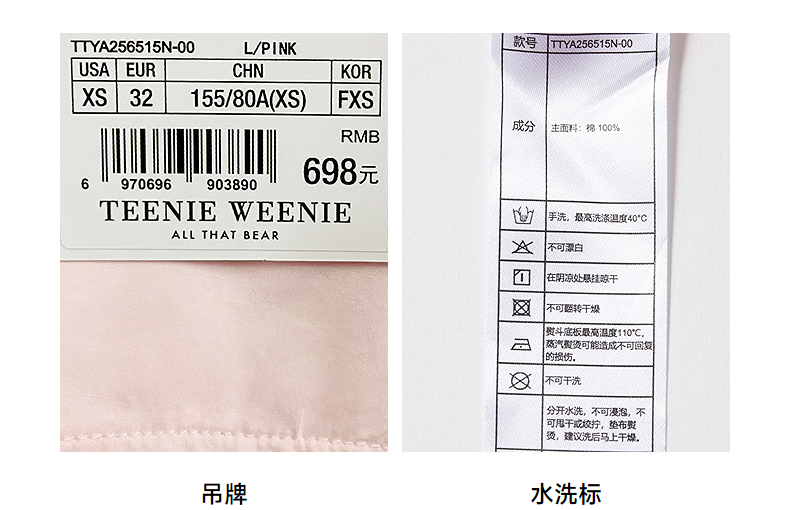 TTYA256515N-00 L/PINK
USA EUR CHN KOR
XS 32 155/80A(XS) FXS
RMB
698元
6 970696 903890
TEENIE WEENIE
ALL THAT BEAR
款号 TTYA256515N-00
成分 主面料：棉 100%
手洗，最高洗涤温度40°C
不可漂白
在阴凉处悬挂晾干
不可翻转干燥
熨斗底板最高温度110℃，
蒸汽熨烫可能造成不可回复
的损伤。
不可干洗
分开水洗，不可浸泡，不
可甩干或绞拧，垫布熨
烫，建议洗后马上干燥。
吊牌
水洗标